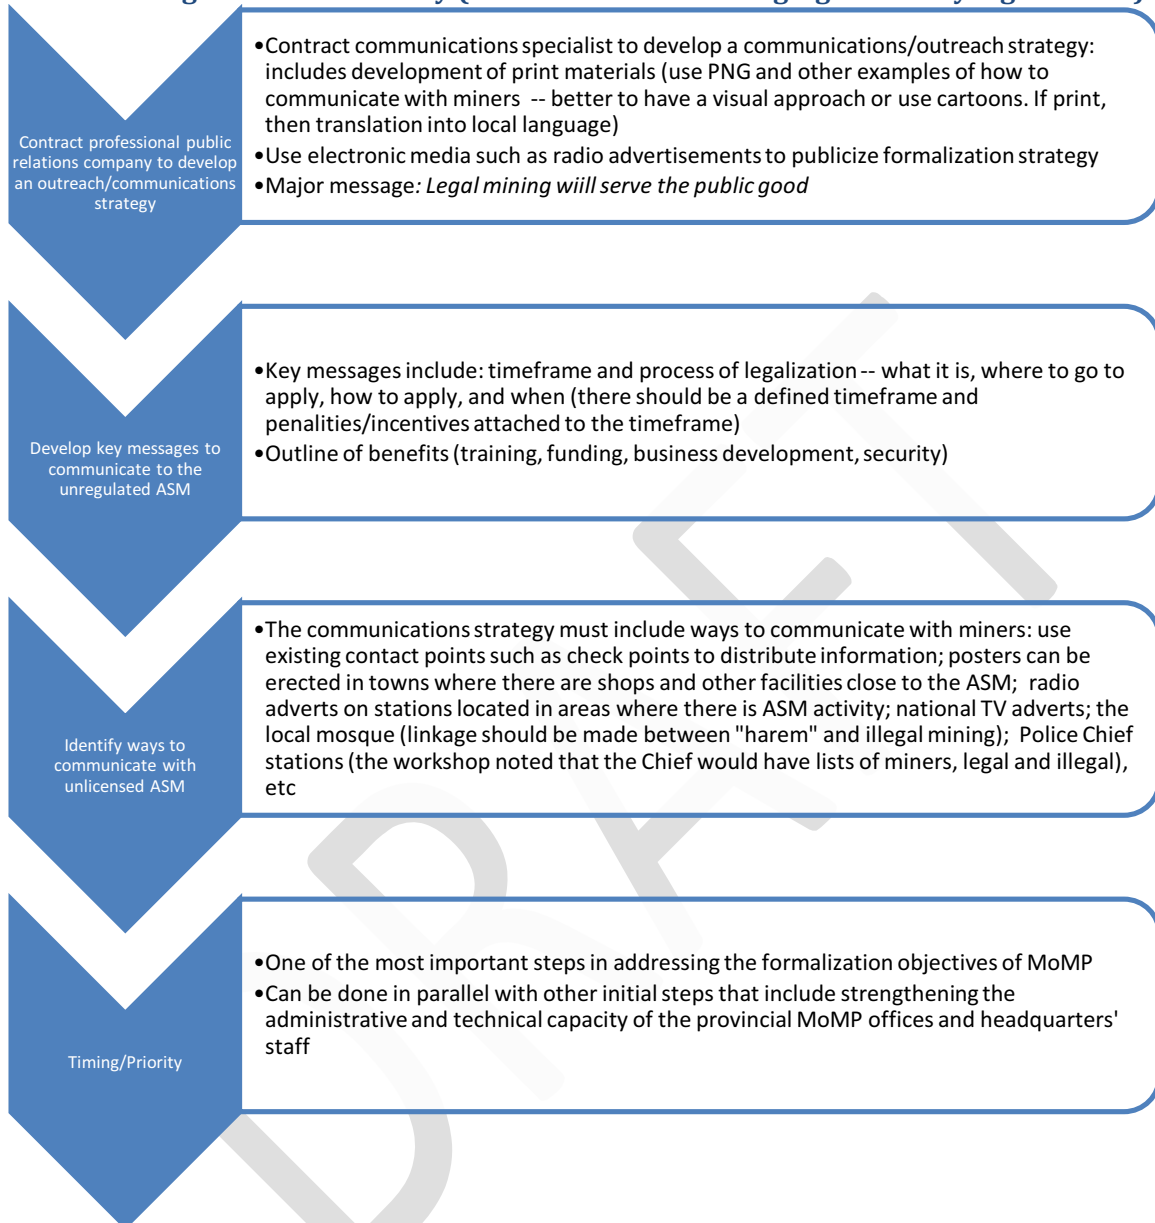 Contract professional public
relations company to develop
an outreach/communications
strategy
•Contract communications specialist to develop a communications/outreach strategy:
includes development of print materials (use PNG and other examples of how to
communicate with miners -- better to have a visual approach or use cartoons. If print,
then translation into local language)
•Use electronic media such as radio advertisements to publicize formalization strategy
•Major message: Legal mining wiill serve the public good
Develop key messages to
communicate to the
unregulated ASM
•Key messages include: timeframe and process of legalization -- what it is, where to go to
apply, how to apply, and when (there should be a defined timeframe and
penalities/incentives attached to the timeframe)
•Outline of benefits (training, funding, business development, security)
Identify ways to
communicate with
unlicensed ASM
•The communications strategy must include ways to communicate with miners: use
existing contact points such as check points to distribute information; posters can be
erected in towns where there are shops and other facilities close to the ASM; radio
adverts on stations located in areas where there is ASM activity; national TV adverts; the
local mosque (linkage should be made between "harem" and illegal mining); Police Chief
stations (the workshop noted that the Chief would have lists of miners, legal and illegal),
etc
Timing/Priority
•One of the most important steps in addressing the formalization objectives of MoMP
•Can be done in parallel with other initial steps that include strengthening the
administrative and technical capacity of the provincial MoMP offices and headquarters'
staff
DRAFT